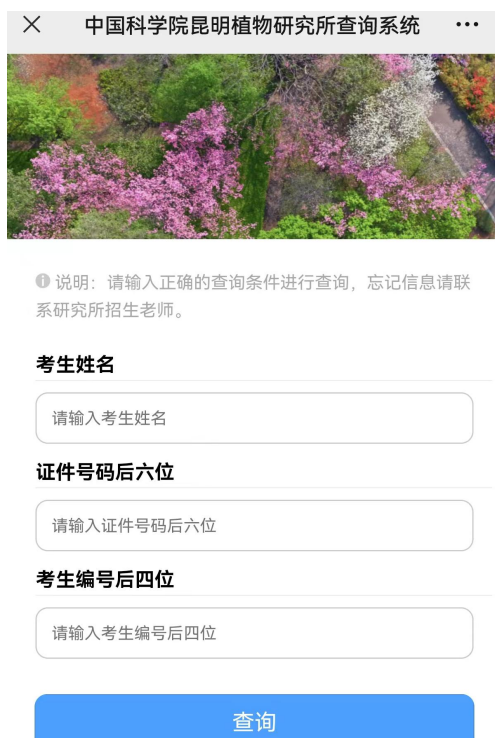 中国科学院昆明植物研究所查询系统
说明：请输入正确的查询条件进行查询，忘记信息请联
系研究所招生老师。
考生姓名
请输入考生姓名
证件号码后六位
请输入证件号码后六位
考生编号后四位
请输入考生编号后四位
查询